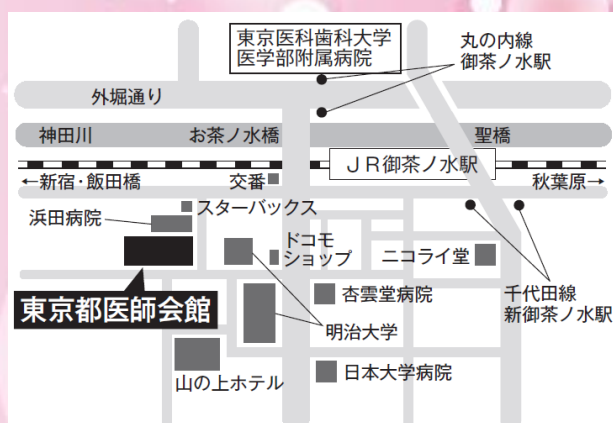 東京医科歯科大学
医学部附属病院
丸の内線
御茶ノ水駅
外堀通り
神田川
お茶ノ水橋
聖橋
JR御茶ノ水駅
←新宿・飯田橋
交番
秋葉原→
スターバックス
浜田病院
ドコモ
ショップ
ニコライ堂
東京都医師会館
杏雲堂病院
千代田線
新御茶ノ水駅
明治大学
山の上ホテル
日本大学病院